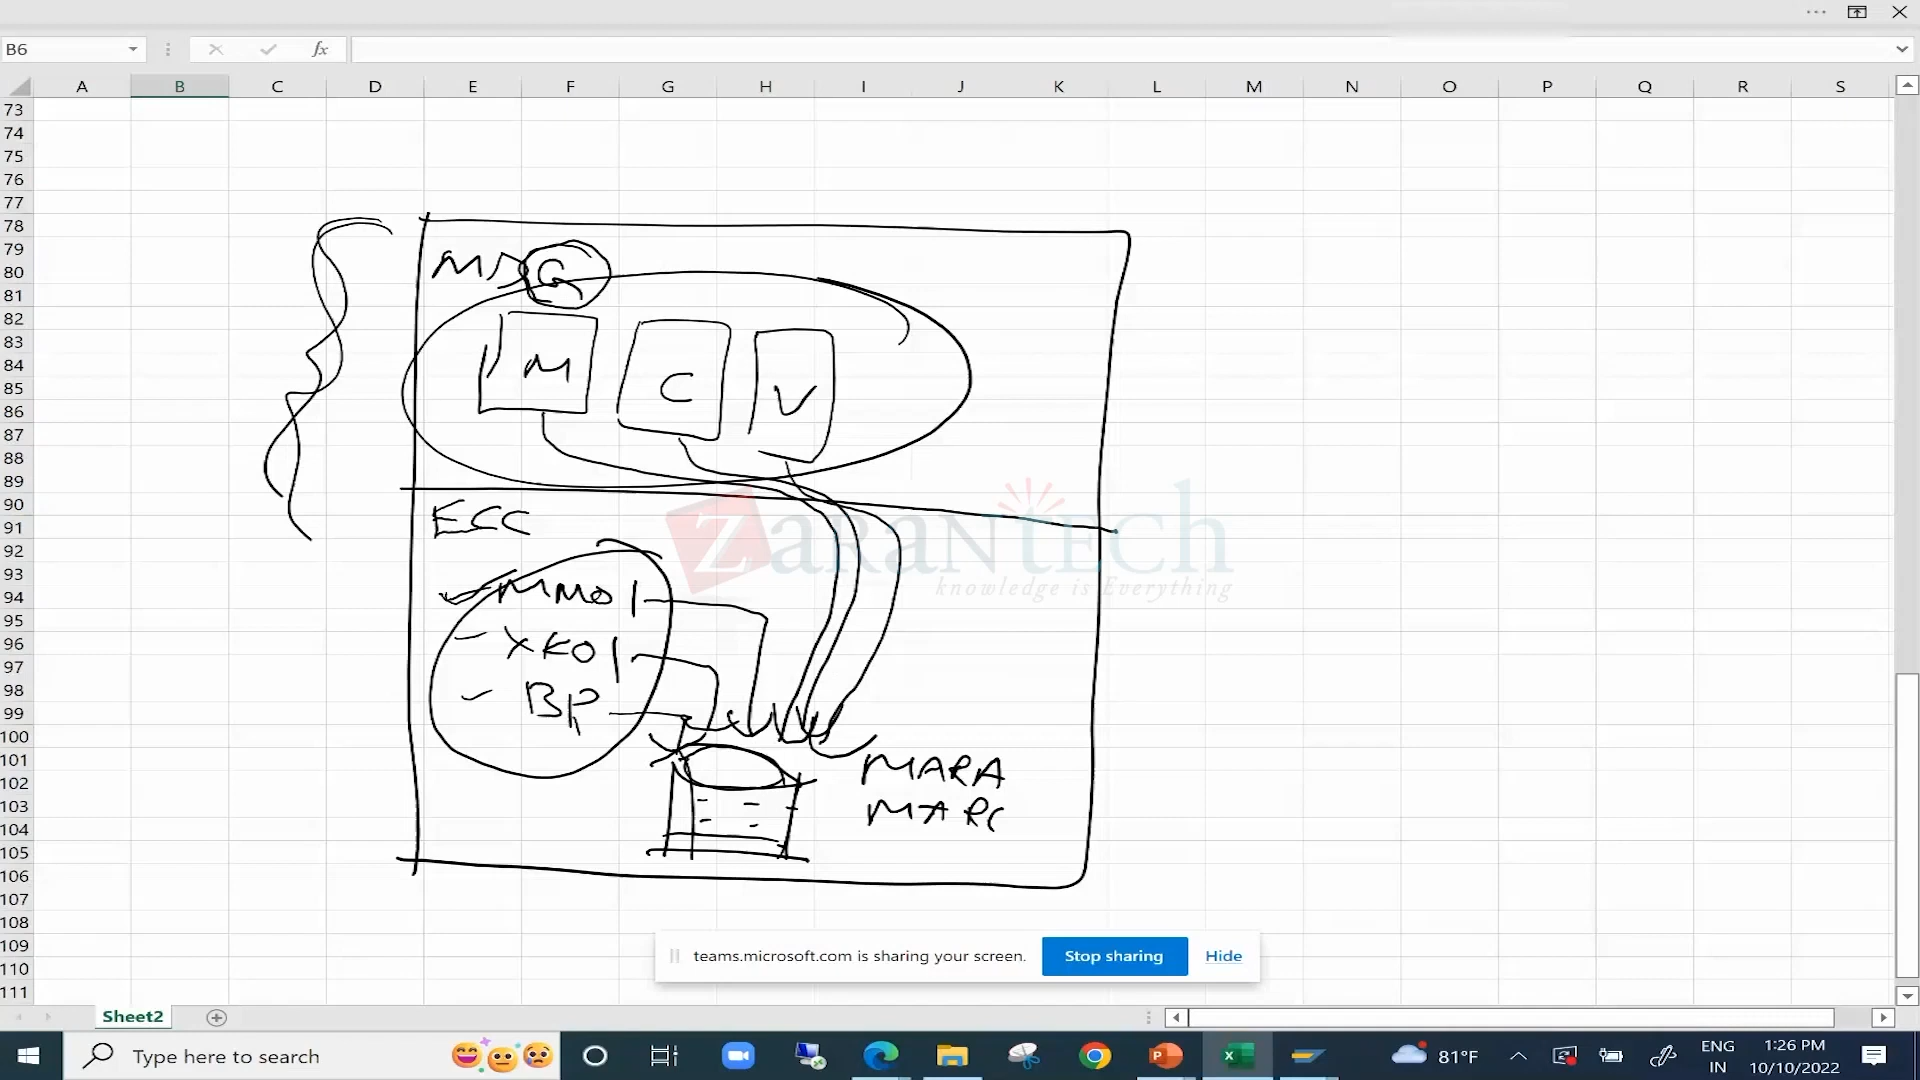 B6
fx
A B C D E F G H I J K L M N O P Q R S
73
74
75
76
77
78
79
MDG
80
81
82
83
84
M C V
85
86
87
88
89
90
ECC
91
92
ZaranTech
knowledge is Everything
93
94
MM01
95
96
XK01
97
98
BP
99
100
101
MARA
102
103
MARC
104
105
106
107
108
109
110
111
teams.microsoft.com is sharing your screen. Stop sharing Hide
Sheet2
Type here to search
81°F
ENG
IN
1:26 PM
10/10/2022